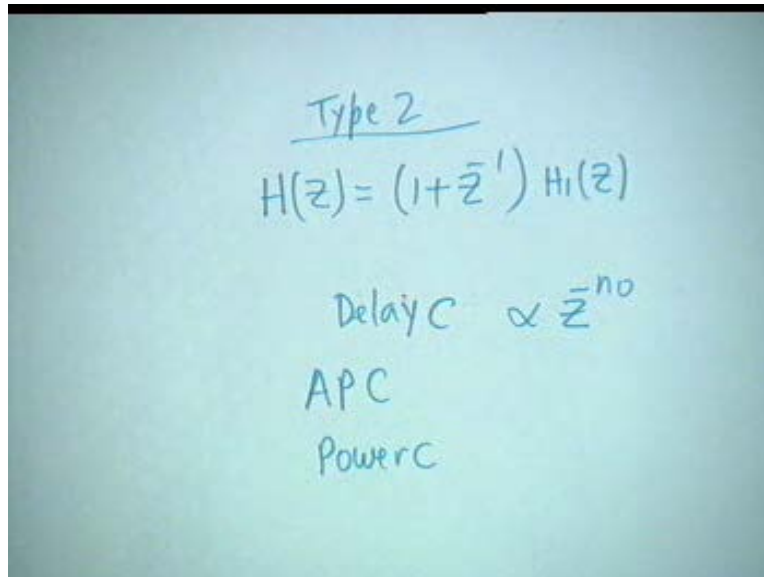 Type 2
H(z) = (1+z⁻¹) H₁(z)
Delay C ∝ z⁻ⁿ⁰
APC
Power C